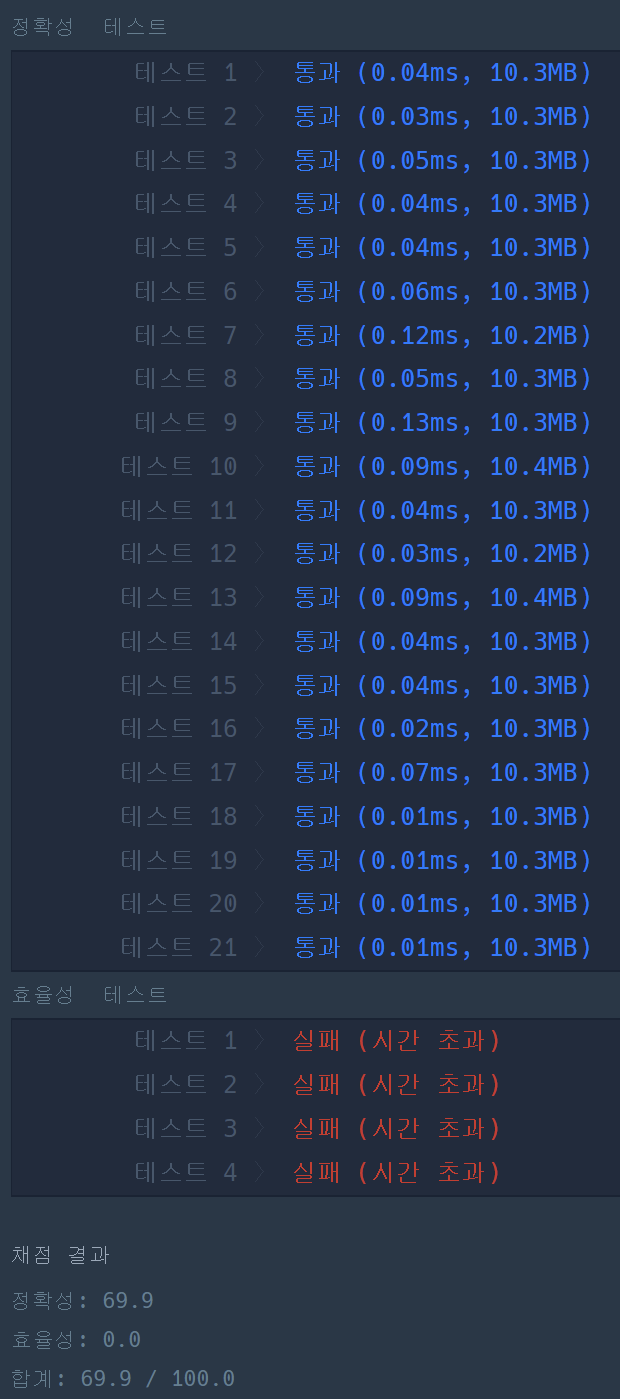 정확성 테스트
테스트 1 〉 통과 (0.04ms, 10.3MB)
테스트 2 〉 통과 (0.03ms, 10.3MB)
테스트 3 〉 통과 (0.05ms, 10.3MB)
테스트 4 〉 통과 (0.04ms, 10.3MB)
테스트 5 〉 통과 (0.04ms, 10.3MB)
테스트 6 〉 통과 (0.06ms, 10.3MB)
테스트 7 〉 통과 (0.12ms, 10.2MB)
테스트 8 〉 통과 (0.05ms, 10.3MB)
테스트 9 〉 통과 (0.13ms, 10.3MB)
테스트 10 〉 통과 (0.09ms, 10.4MB)
테스트 11 〉 통과 (0.04ms, 10.3MB)
테스트 12 〉 통과 (0.03ms, 10.2MB)
테스트 13 〉 통과 (0.09ms, 10.4MB)
테스트 14 〉 통과 (0.04ms, 10.3MB)
테스트 15 〉 통과 (0.04ms, 10.3MB)
테스트 16 〉 통과 (0.02ms, 10.3MB)
테스트 17 〉 통과 (0.07ms, 10.3MB)
테스트 18 〉 통과 (0.01ms, 10.3MB)
테스트 19 〉 통과 (0.01ms, 10.3MB)
테스트 20 〉 통과 (0.01ms, 10.3MB)
테스트 21 〉 통과 (0.01ms, 10.3MB)
효율성 테스트
테스트 1 〉 실패 (시간 초과)
테스트 2 〉 실패 (시간 초과)
테스트 3 〉 실패 (시간 초과)
테스트 4 〉 실패 (시간 초과)
채점 결과
정확성: 69.9
효율성: 0.0
합계: 69.9 / 100.0